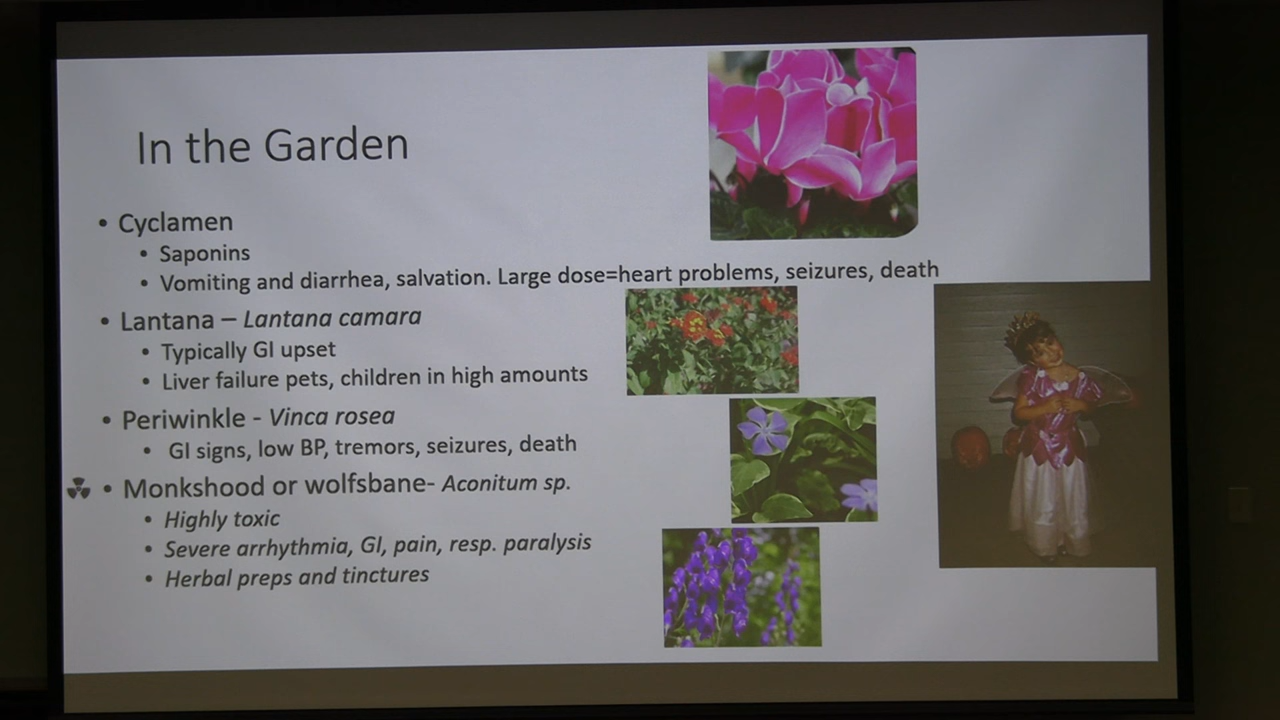 In the Garden
• Cyclamen
• Saponins
• Vomiting and diarrhea, salvation. Large dose=heart problems, seizures, death
• Lantana – Lantana camara
• Typically GI upset
• Liver failure pets, children in high amounts
• Periwinkle - Vinca rosea
• GI signs, low BP, tremors, seizures, death
• Monkshood or wolfsbane- Aconitum sp.
• Highly toxic
• Severe arrhythmia, GI, pain, resp. paralysis
• Herbal preps and tinctures